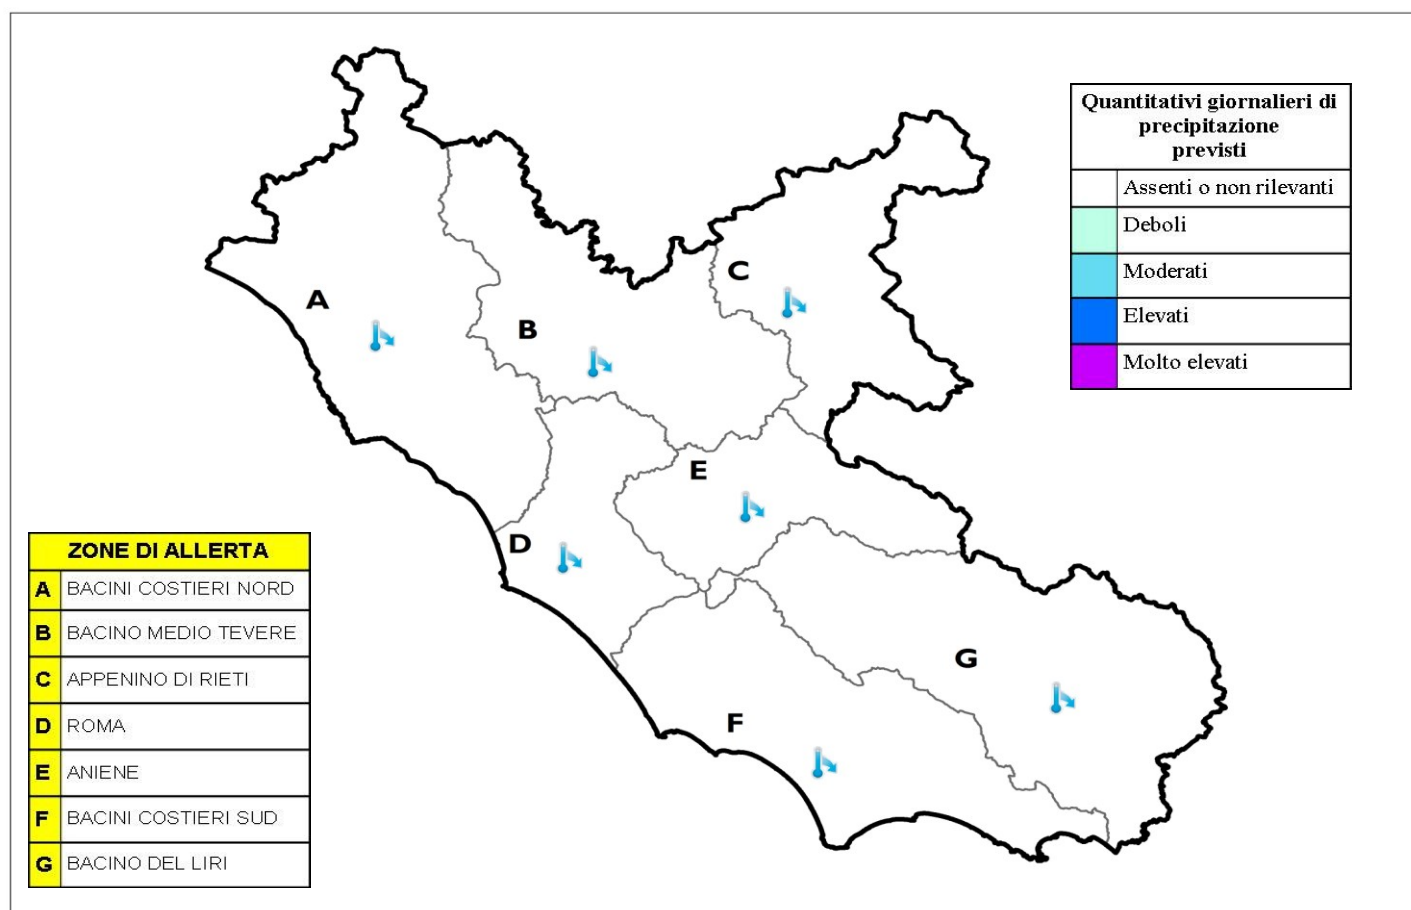 Quantitativi giornalieri di
precipitazione
previsti
Assenti o non rilevanti
Deboli
Moderati
Elevati
Molto elevati
A
B
C
D
E
F
G
ZONE DI ALLERTA
A BACINI COSTIERI NORD
B BACINO MEDIO TEVERE
C APPENINO DI RIETI
D ROMA
E ANIENE
F BACINI COSTIERI SUD
G BACINO DEL LIRI